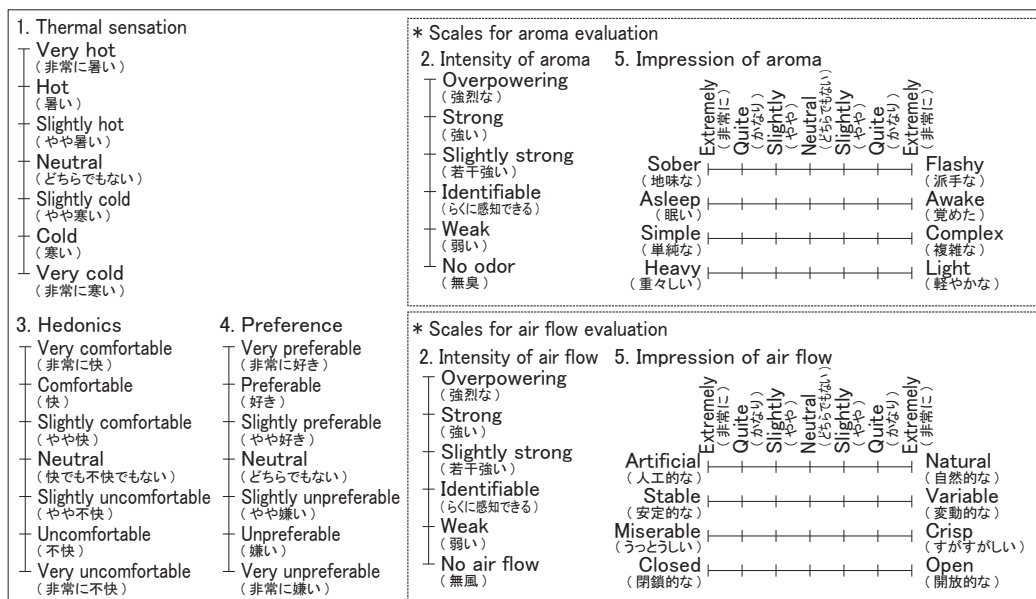 1. Thermal sensation
Very hot
（非常に暑い）
Hot
（暑い）
Slightly hot
（やや暑い）
Neutral
（どちらでもない）
Slightly cold
（やや寒い）
Cold
（寒い）
Very cold
（非常に寒い）
* Scales for aroma evaluation
2. Intensity of aroma
Overpowering
（強烈な）
Strong
（強い）
Slightly strong
（若干強い）
Identifiable
（らくに感知できる）
Weak
（弱い）
No odor
（無臭）
5. Impression of aroma
Extremely
（非常に）
Quite
（かなり）
Slightly
（やや）
Neutral
（どちらでもない）
Slightly
（やや）
Quite
（かなり）
Extremely
（非常に）
Sober Flashy
（地味な） （派手な）
Asleep Awake
（眠い） （覚めた）
Simple Complex
（単純な） （複雑な）
Heavy Light
（重々しい） （軽やかな）
3. Hedonics
Very comfortable
（非常に快）
Comfortable
（快）
Slightly comfortable
（やや快）
Neutral
（快でも不快でもない）
Slightly uncomfortable
（やや不快）
Uncomfortable
（不快）
Very uncomfortable
（非常に不快）
4. Preference
Very preferable
（非常に好き）
Preferable
（好き）
Slightly preferable
（やや好き）
Neutral
（どちらでもない）
Slightly unpreferable
（やや嫌い）
Unpreferable
（嫌い）
Very unpreferable
（非常に嫌い）
* Scales for air flow evaluation
2. Intensity of air flow
Overpowering
（強烈な）
Strong
（強い）
Slightly strong
（若干強い）
Identifiable
（らくに感知できる）
Weak
（弱い）
No air flow
（無風）
5. Impression of air flow
Extremely
（非常に）
Quite
（かなり）
Slightly
（やや）
Neutral
（どちらでもない）
Slightly
（やや）
Quite
（かなり）
Extremely
（非常に）
Artificial Natural
（人工的な） （自然的な）
Stable Variable
（安定的な） （変動的な）
Miserable Crisp
（うっとうしい） （すがすがしい）
Closed Open
（閉鎖的な） （開放的な）